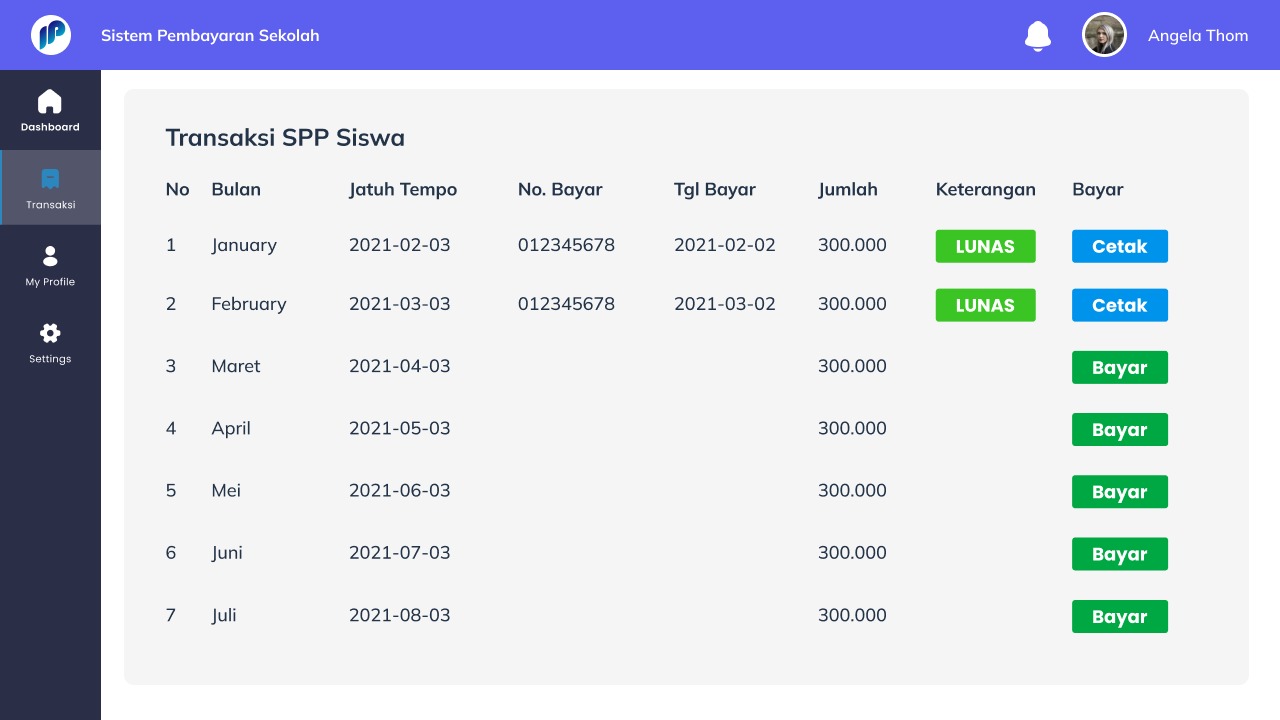 Sistem Pembayaran Sekolah
Angela Thom
Dashboard
Transaksi
My Profile
Settings
Transaksi SPP Siswa
No Bulan Jatuh Tempo No. Bayar Tgl Bayar Jumlah Keterangan Bayar
1 January 2021-02-03 012345678 2021-02-02 300.000 LUNAS Cetak
2 February 2021-03-03 012345678 2021-03-02 300.000 LUNAS Cetak
3 Maret 2021-04-03 300.000 Bayar
4 April 2021-05-03 300.000 Bayar
5 Mei 2021-06-03 300.000 Bayar
6 Juni 2021-07-03 300.000 Bayar
7 Juli 2021-08-03 300.000 Bayar